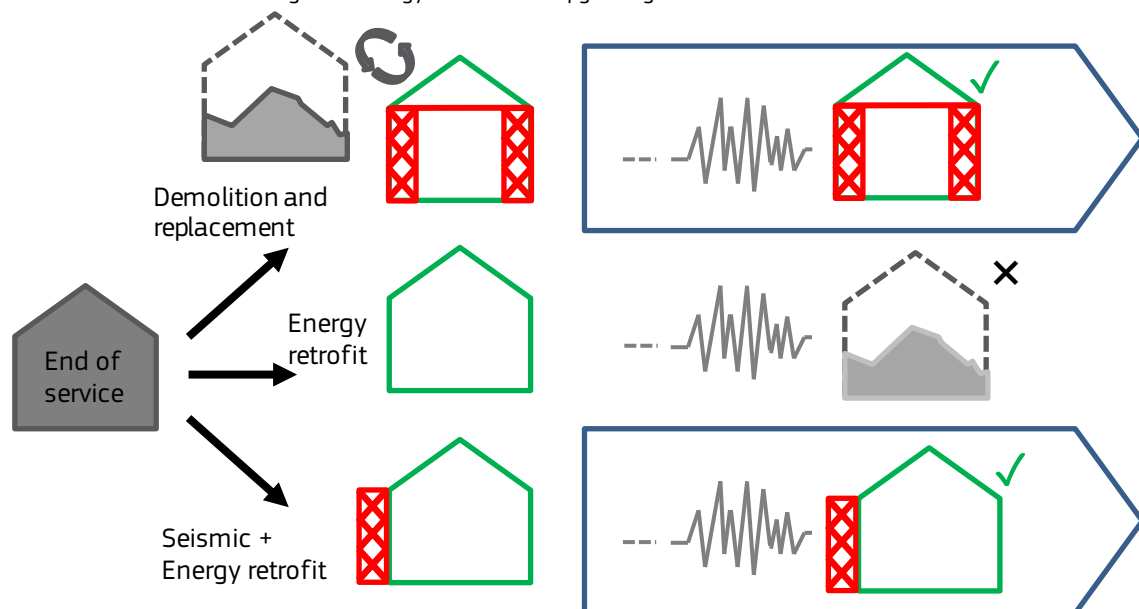 Demolition and
replacement
Energy
retrofit
End of
service
Seismic +
Energy retrofit